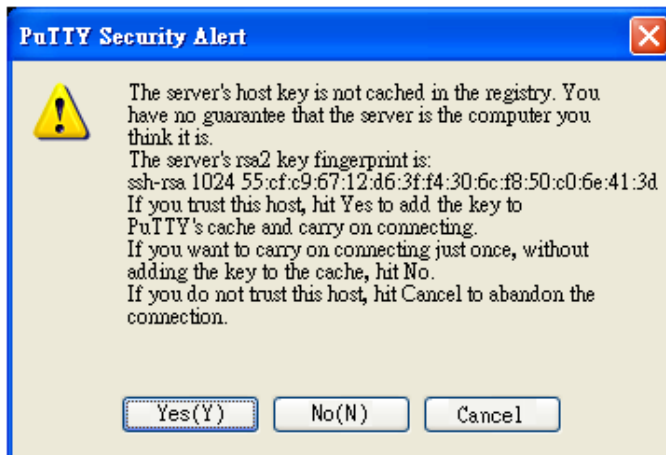 PuTTY Security Alert
The server's host key is not cached in the registry. You
have no guarantee that the server is the computer you
think it is.
The server's rsa2 key fingerprint is:
ssh-rsa 1024 55:cf:c9:67:12:d6:3f:f4:30:6c:f8:50:c0:6e:41:3d
If you trust this host, hit Yes to add the key to
PuTTY's cache and carry on connecting.
If you want to carry on connecting just once, without
adding the key to the cache, hit No.
If you do not trust this host, hit Cancel to abandon the
connection.
Yes(Y) No(N) Cancel